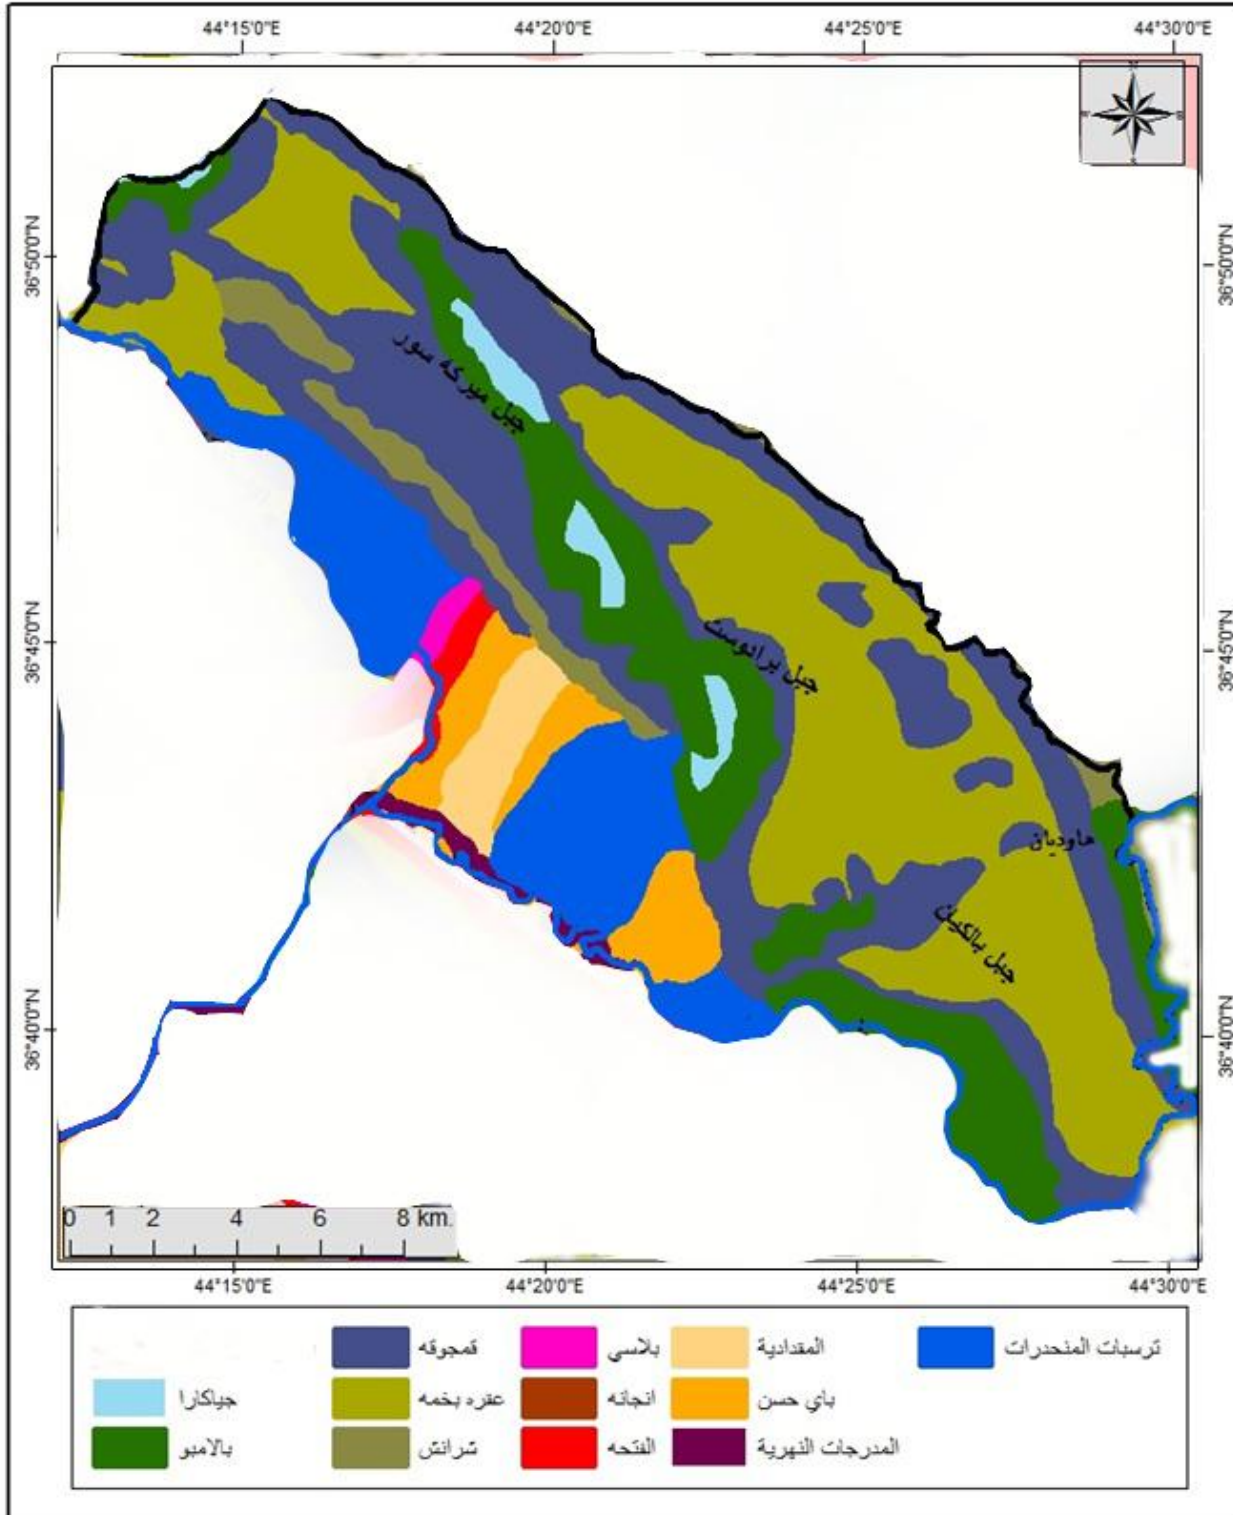 44°15'0"E 44°20'0"E 44°25'0"E 44°30'0"E
N
36°50'0"N 36°50'0"N
جبل ميركه سور
36°45'0"N 36°45'0"N
جبل برادوست
هاوديان
جبل بالكيان
36°40'0"N 36°40'0"N
0 1 2 4 6 8 km.
44°15'0"E 44°20'0"E 44°25'0"E 44°30'0"E
ترسبات المنحدرات المقدادية بلاسي قمجوقه
باي حسن انجانه عقره بخمه جياكارا
المدرجات النهرية الفتحه شرانش بالامبو